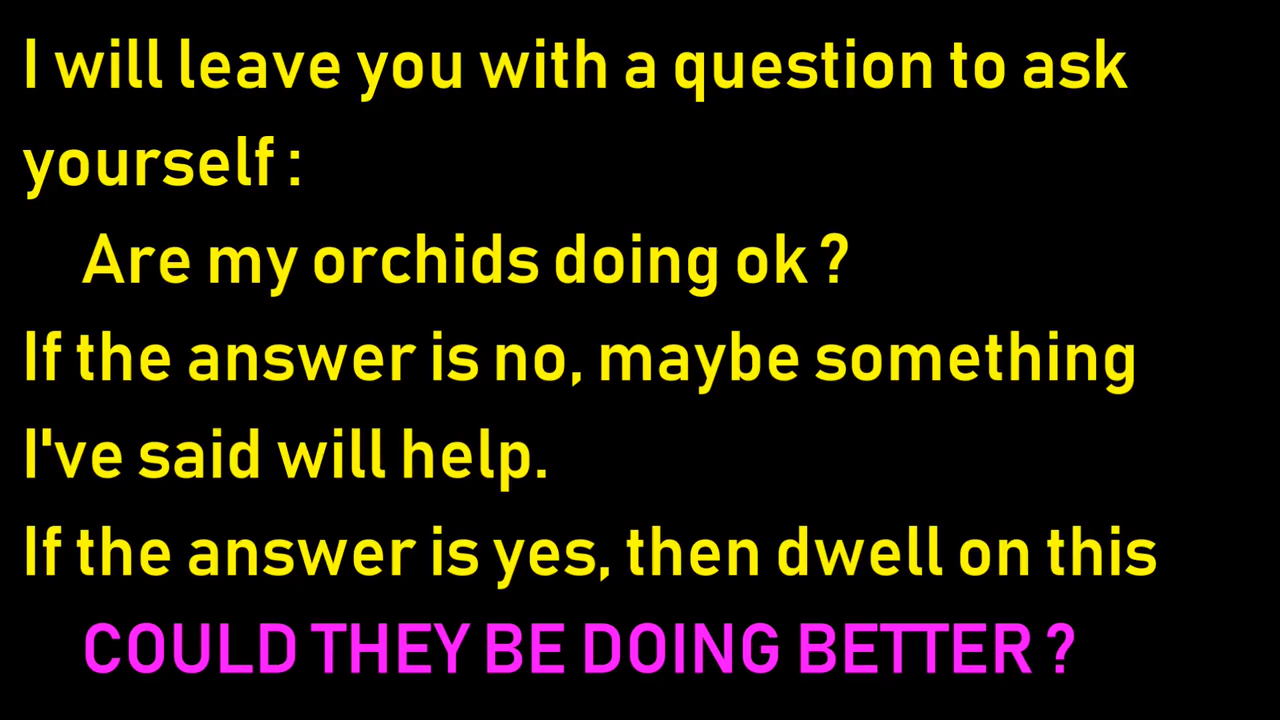 I will leave you with a question to ask
yourself :
Are my orchids doing ok ?
If the answer is no, maybe something
I've said will help.
If the answer is yes, then dwell on this
COULD THEY BE DOING BETTER ?